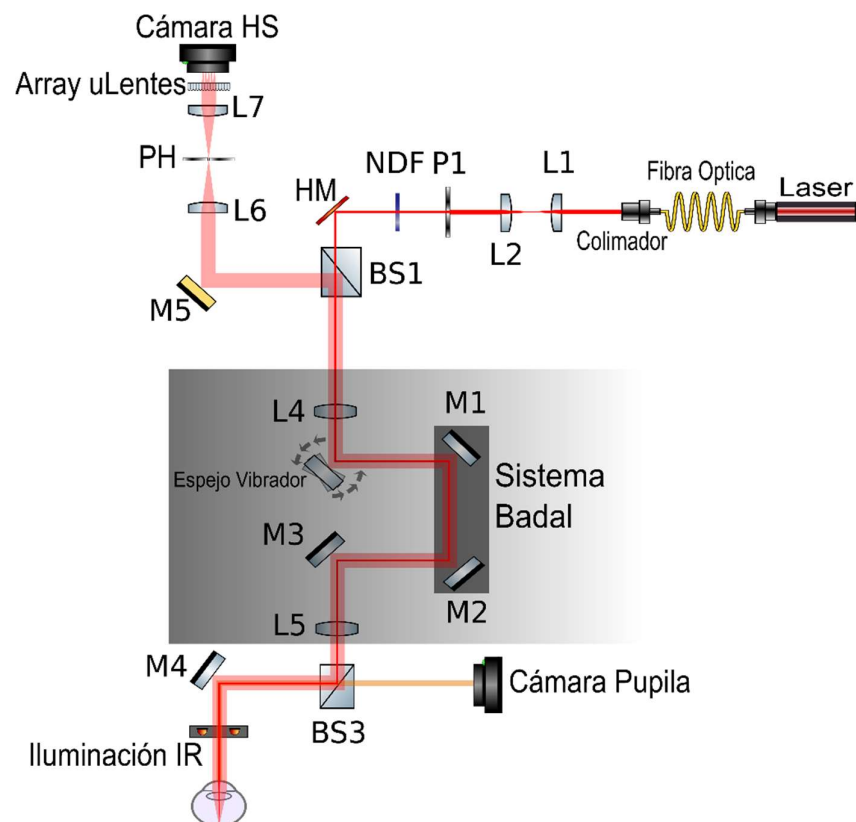 Cámara HS
Array uLentes
L7
PH
L6
M5
HM
NDF
P1
L2
L1
Colimador
Fibra Optica
Laser
BS1
L4
Espejo Vibrador
M1
Sistema
Badal
M3
M2
L5
M4
BS3
Cámara Pupila
Iluminación IR